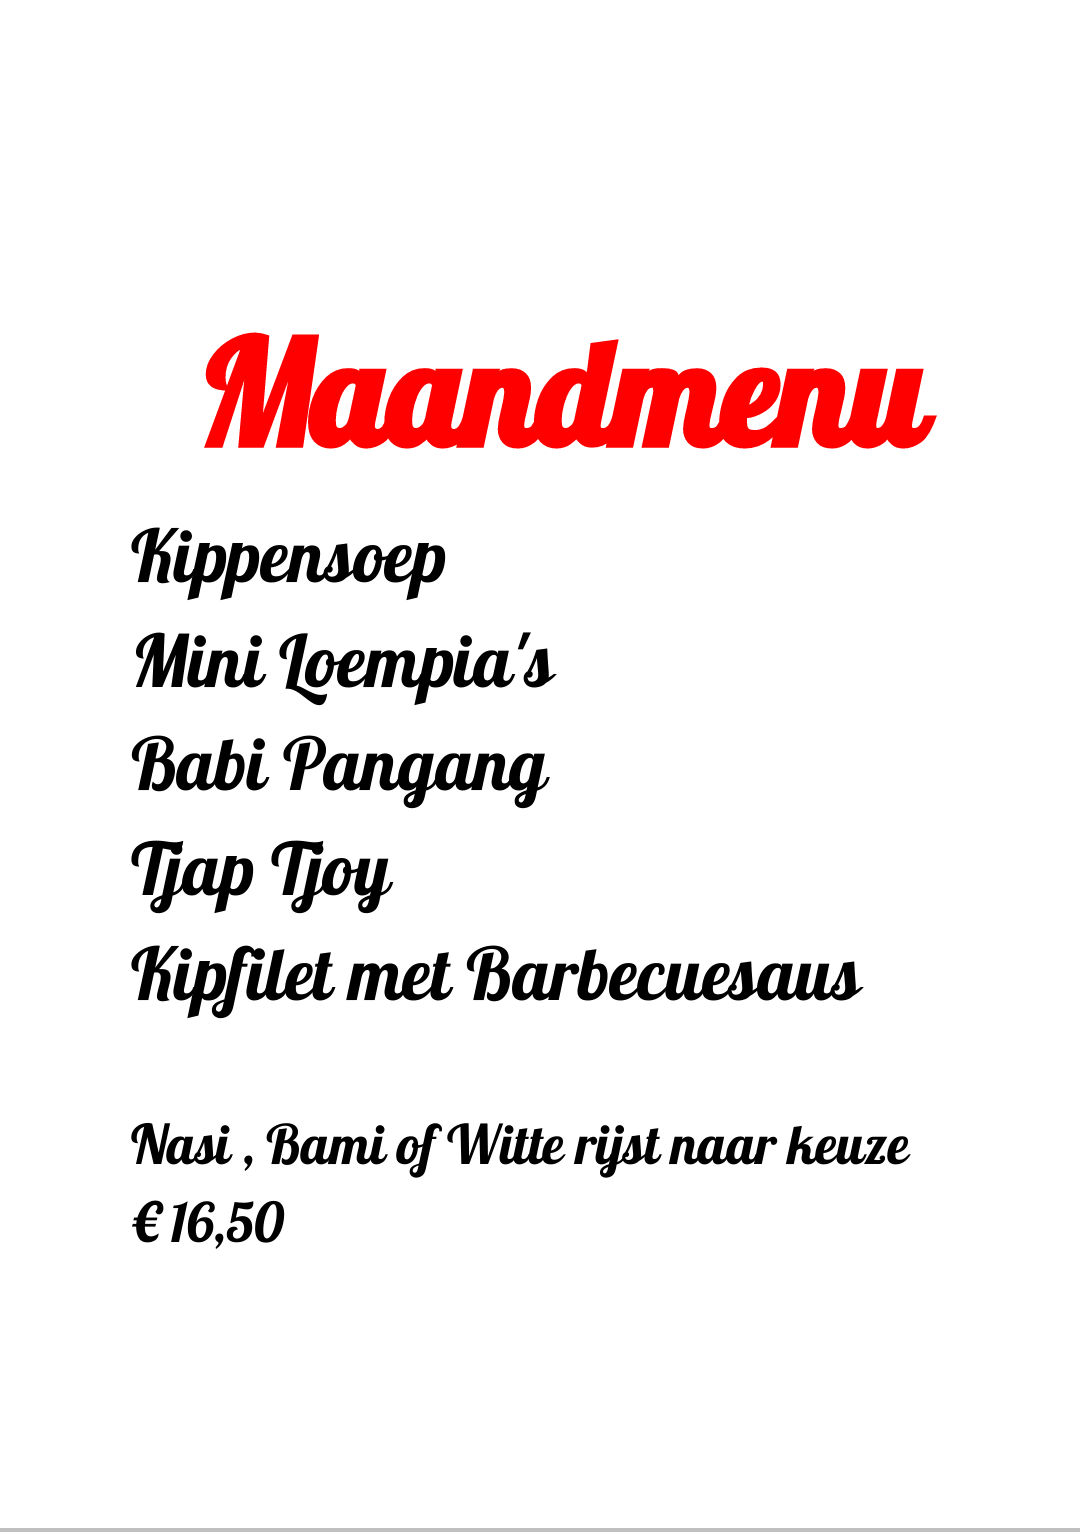 Maandmenu
Kippensoep
Mini Loempia's
Babi Pangang
Tjap Tjoy
Kipfilet met Barbecuesaus
Nasi , Bami of Witte rijst naar keuze
€ 16,50